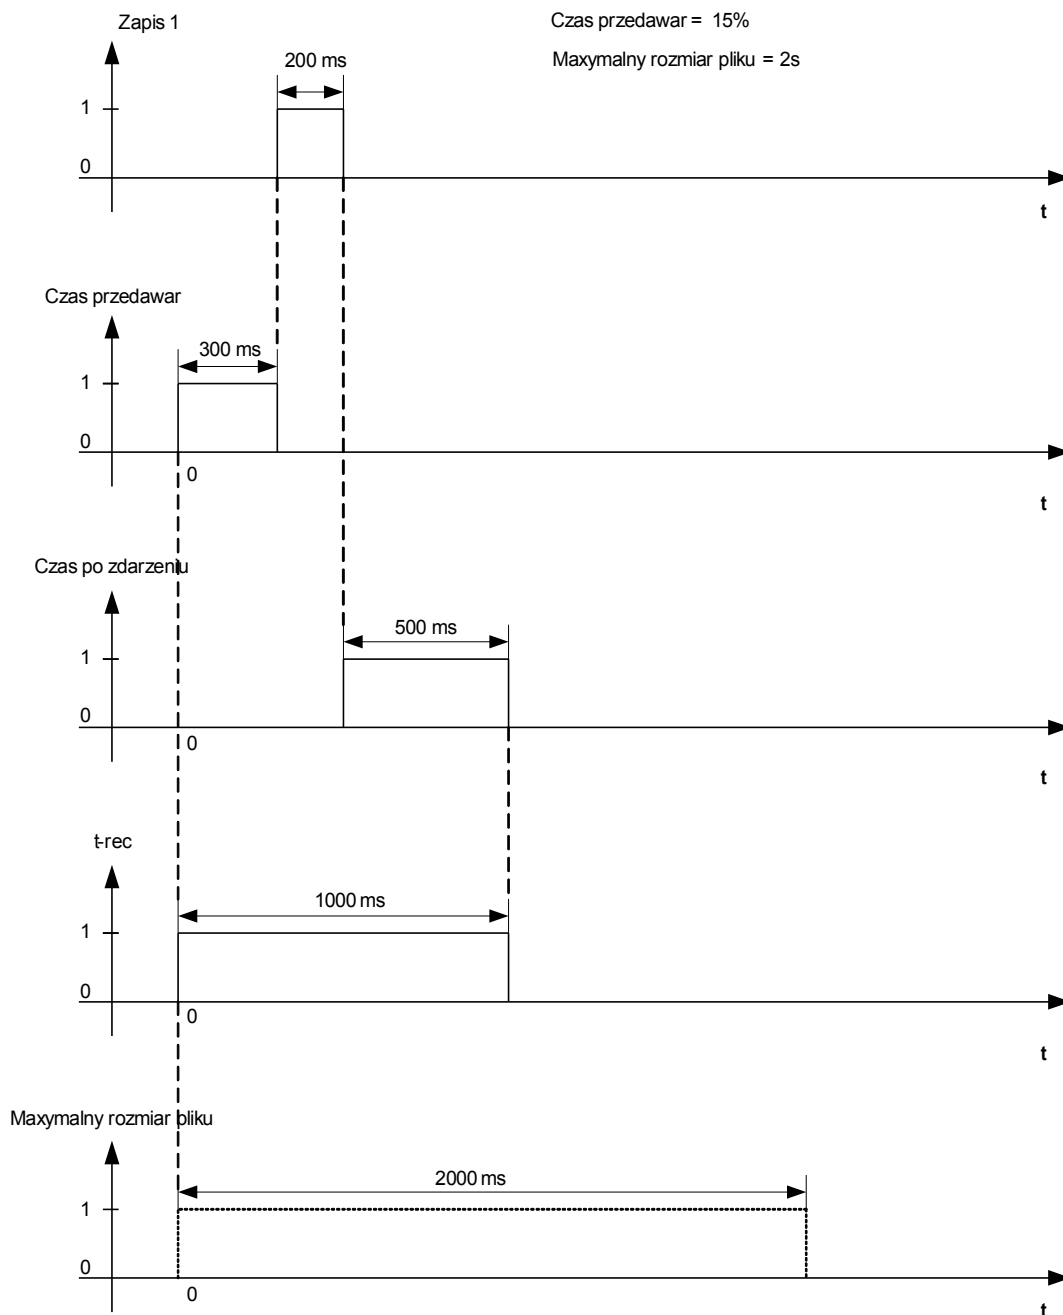 Zapis 1
Czas przedawar = 15%
Maxymalny rozmiar pliku = 2s
200 ms
1
0
t
Czas przedawar
300 ms
1
0
0
t
Czas po zdarzeniu
500 ms
1
0
0
t
t-rec
1000 ms
1
0
0
t
Maxymalny rozmiar pliku
2000 ms
1
0
0
t